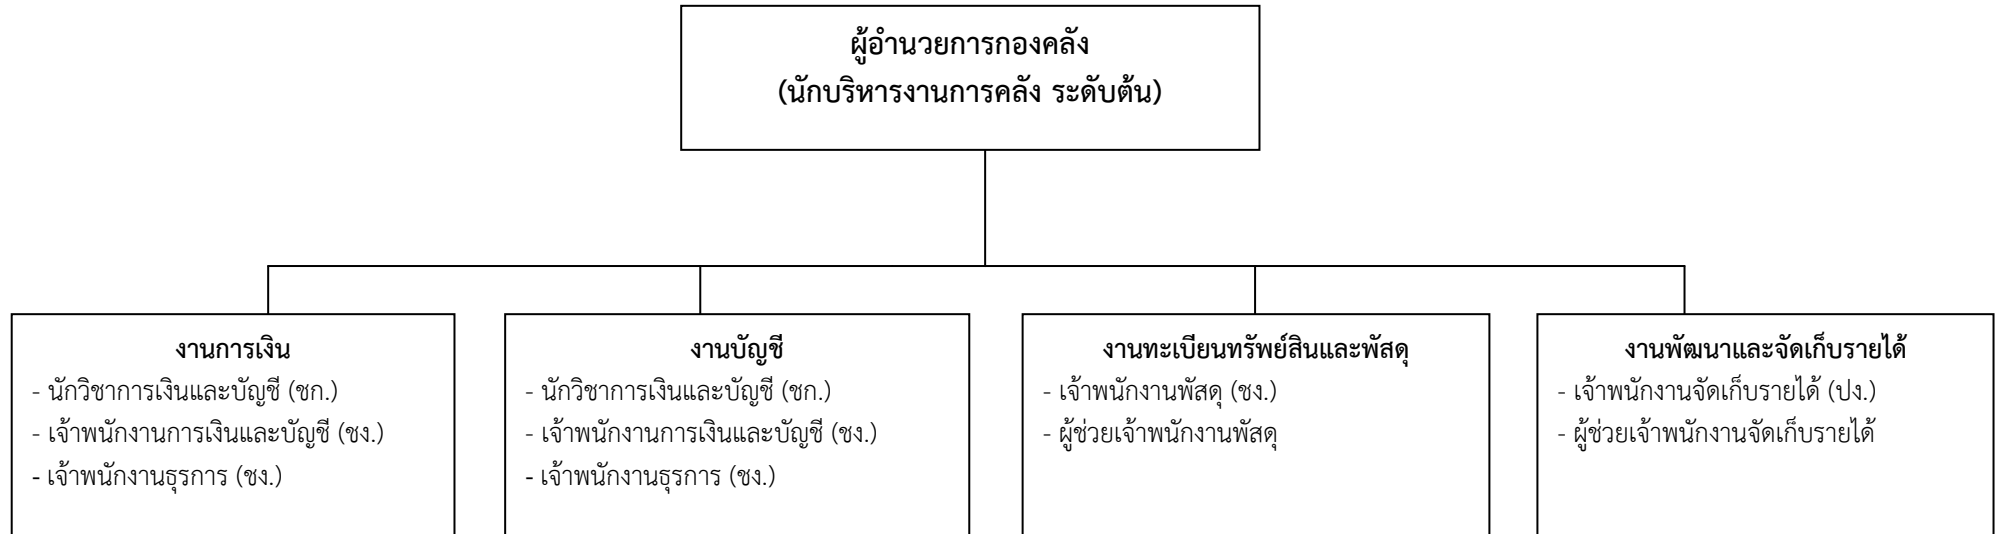 ผู้อำนวยการกองคลัง
(นักบริหารงานการคลัง ระดับต้น)
งานการเงิน
- นักวิชาการเงินและบัญชี (ชก.)
- เจ้าพนักงานการเงินและบัญชี (ชง.)
- เจ้าพนักงานธุรการ (ชง.)
งานบัญชี
- นักวิชาการเงินและบัญชี (ชก.)
- เจ้าพนักงานการเงินและบัญชี (ชง.)
- เจ้าพนักงานธุรการ (ชง.)
งานทะเบียนทรัพย์สินและพัสดุ
- เจ้าพนักงานพัสดุ (ชง.)
- ผู้ช่วยเจ้าพนักงานพัสดุ
งานพัฒนาและจัดเก็บรายได้
- เจ้าพนักงานจัดเก็บรายได้ (ปง.)
- ผู้ช่วยเจ้าพนักงานจัดเก็บรายได้